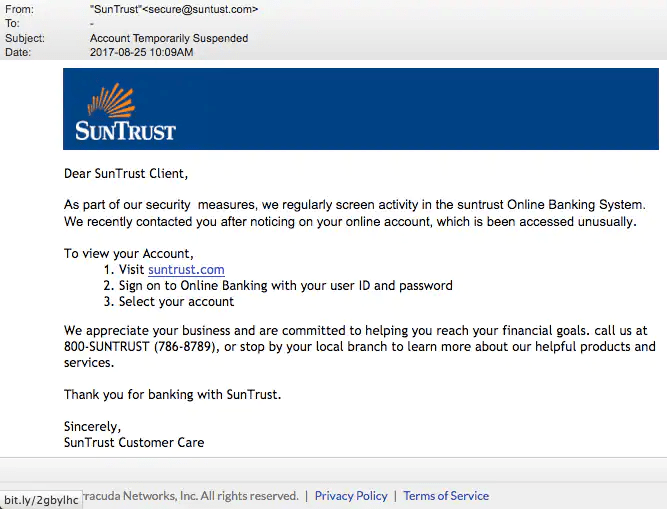 From: "SunTrust"<secure@suntust.com>
To: -
Subject: Account Temporarily Suspended
Date: 2017-08-25 10:09AM
SUNTRUST
Dear SunTrust Client,
As part of our security  measures, we regularly screen activity in the suntrust Online Banking System.
We recently contacted you after noticing on your online account, which is been accessed unusually.
To view your Account,
1. Visit suntrust.com
2. Sign on to Online Banking with your user ID and password
3. Select your account
We appreciate your business and are committed to helping you reach your financial goals. call us at
800-SUNTRUST (786-8789), or stop by your local branch to learn more about our helpful products and
services.
Thank you for banking with SunTrust.
Sincerely,
SunTrust Customer Care
bit.ly/2gbylhc rracuda Networks, Inc. All rights reserved. | Privacy Policy | Terms of Service